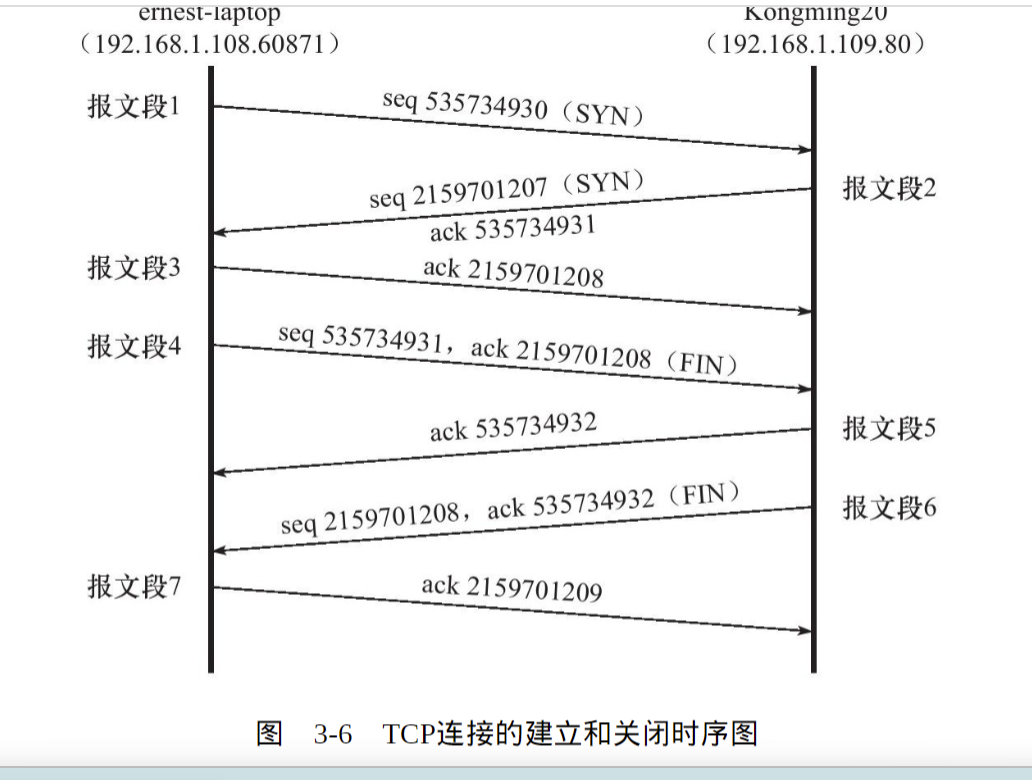 ernest-laptop
（192.168.1.108.60871）
Kongming20
（192.168.1.109.80）
报文段1
seq 535734930（SYN）
seq 2159701207（SYN）
报文段2
ack 535734931
报文段3
ack 2159701208
报文段4
seq 535734931，ack 2159701208（FIN）
ack 535734932
报文段5
seq 2159701208，ack 535734932（FIN）
报文段6
报文段7
ack 2159701209
图 3-6 TCP连接的建立和关闭时序图